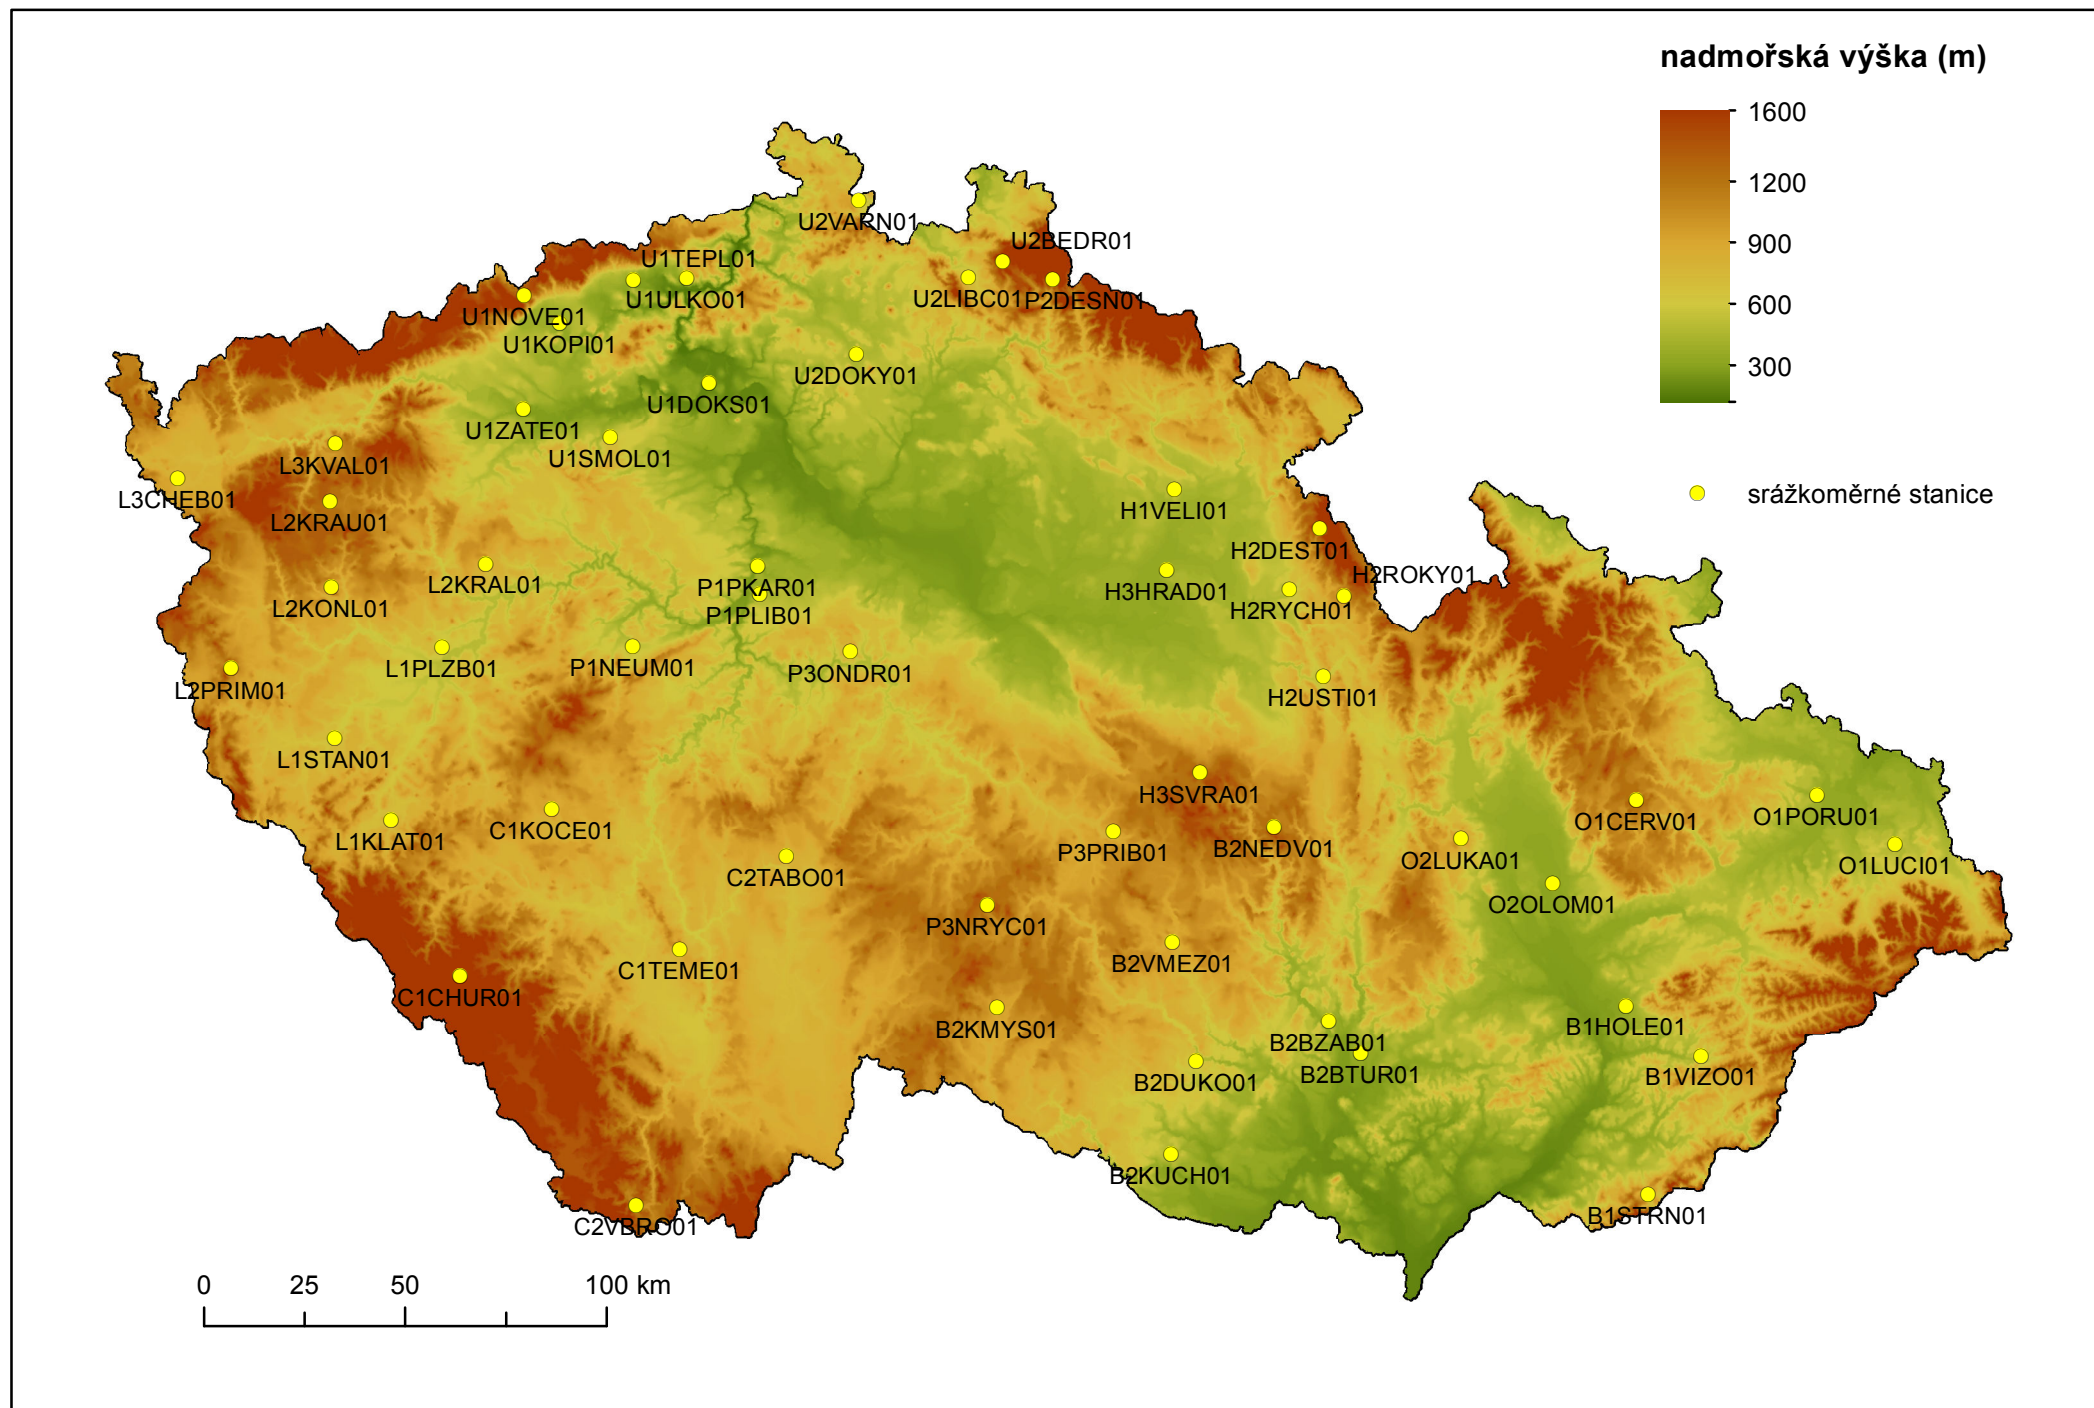 nadmořská výška (m)
1600
1200
900
600
300
srážkoměrné stanice
U2VARN01
U2BEDR01
U1TEPL01
U1ULKO01
U2LIBC01
P2DESN01
U1NOVE01
U1KOPI01
U2DOKY01
U1DOKS01
U1ZATE01
U1SMOL01
L3KVAL01
L3CHEB01
L2KRAU01
H1VELI01
H2DEST01
H2ROKY01
L2KRAL01
P1PKAR01
H3HRAD01
L2KONL01
P1PLIB01
H2RYCH01
L1PLZB01
P1NEUM01
P3ONDR01
L2PRIM01
H2USTI01
L1STAN01
H3SVRA01
C1KOCE01
O1CERV01
O1PORU01
L1KLAT01
P3PRIB01
B2NEDV01
O2LUKA01
O1LUCI01
C2TABO01
O2OLOM01
P3NRYC01
C1TEME01
B2VMEZ01
C1CHUR01
B2KMYS01
B1HOLE01
B2BZAB01
B2DUKO01
B2BTUR01
B1VIZO01
B2KUCH01
B1STRN01
C2VBRO01
0 25 50 100 km